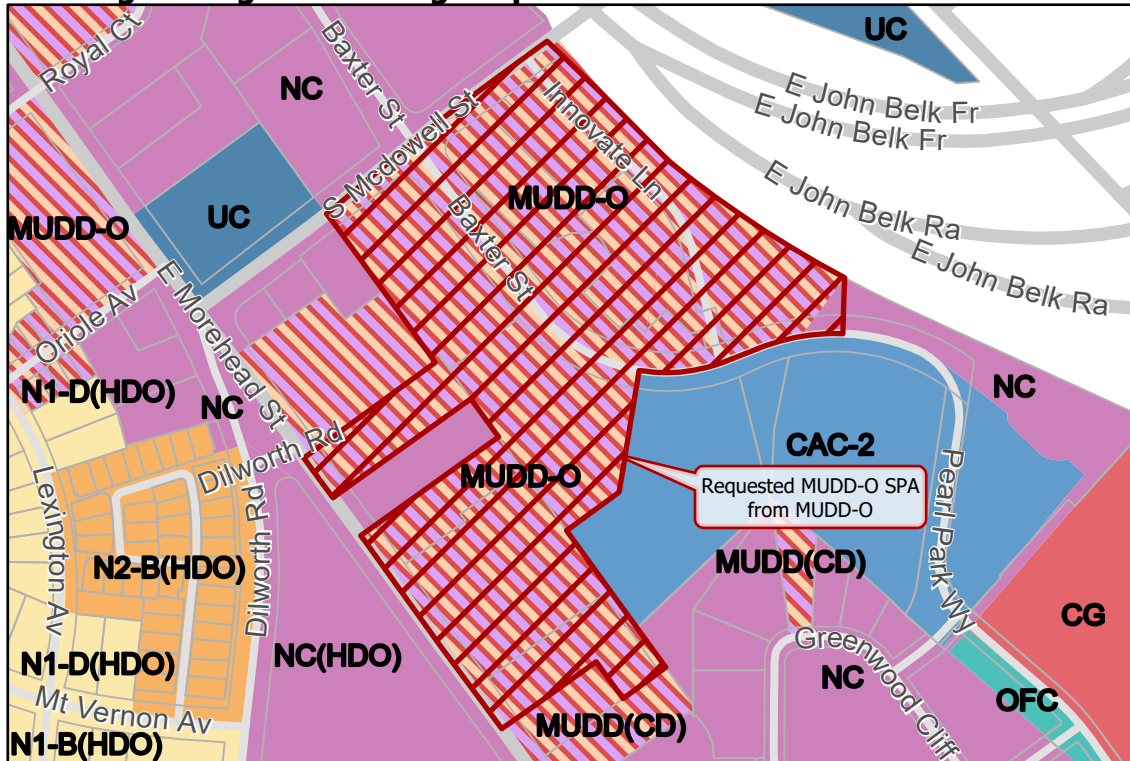 Royal Ct
Baxter St
NC
UC
E John Belk Fr
E John Belk Fr
S Mcdowell St
Innovate Ln
MUDD-O
E John Belk Ra
E John Belk Ra
MUDD-O
UC
Baxter St
Oriole Av
E Morehead St
N1-D(HDO)
NC
NC
CAC-2
Dilworth Rd
MUDD-O
Requested MUDD-O SPA
from MUDD-O
Pearl Park Wy
Lexington Av
N2-B(HDO)
Dilworth Rd
MUDD(CD)
CG
N1-D(HDO)
NC(HDO)
Greenwood Cliff
NC
OFC
Mt Vernon Av
MUDD(CD)
N1-B(HDO)